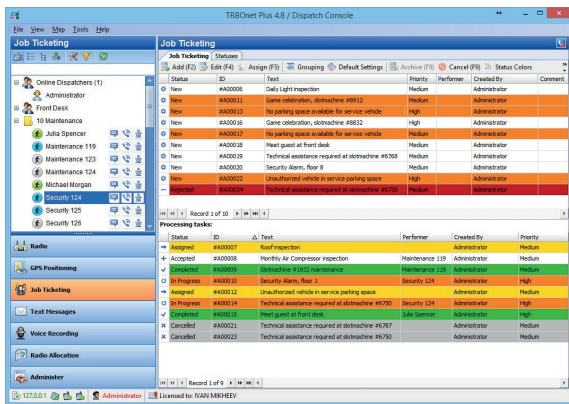 TRBOnet Plus 4.8 / Dispatch Console
File View Map Tools Help
Job Ticketing
Online Dispatchers (1)
Administrator
Front Desk
10 Maintenance
Julia Spencer
Maintenance 119
Maintenance 123
Maintenance 124
Michael Morgan
Security 124
Security 125
Security 126
Radio
GPS Positioning
Job Ticketing
Text Messages
Voice Recording
Radio Allocation
Administer
Job Ticketing
Job Ticketing Statuses
Add (F2) Edit (F4) Assign (F5) Grouping Default Settings Archive (F8) Cancel (F9) Status Colors
Status ID Text Priority Performer Created By Comment
New #A00006 Daily Light inspection Medium Administrator
New #A00011 Game celebration, slotmachine #8912 Medium Administrator
New #A00013 No parking space available for service vehicle High Administrator
New #A00016 Game celebration, slotmachine #8832 High Administrator
New #A00017 No parking space available for service vehicle Medium Administrator
New #A00018 Meet guest at front desk Medium Administrator
New #A00019 Technical assistance required at slotmachine #6768 Medium Administrator
New #A00020 Security Alarm, floor 8 Medium Administrator
New #A00022 Unauthorized vehicle in service parking space High Administrator
Rejected #A00024 Technical assistance required at slotmachine #6750 Medium Administrator
Record 1 of 10
Processing tasks:
Status ID Text Performer Created By Priority
Assigned #A00007 Roof inspection Administrator Medium
Accepted #A00008 Monthly Air Compressor inspection Maintenance 119 Administrator Medium
Completed #A00009 Slotmachine #1932 maintenance Maintenance 119 Administrator Medium
In Progress #A00010 Security Alarm, floor 1 Security 124 Administrator High
Assigned #A00012 Unauthorized vehicle in service parking space Administrator Medium
In Progress #A00014 Technical assistance required at slotmachine #6750 Security 124 Administrator High
Completed #A00015 Meet guest at front desk Julia Spencer Administrator Medium
Cancelled #A00021 Technical assistance required at slotmachine #6787 Administrator Medium
Cancelled #A00023 Technical assistance required at slotmachine #6750 Administrator Medium
Record 1 of 9
127.0.0.1 Administrator Licensed to: IVAN MIKHEEV